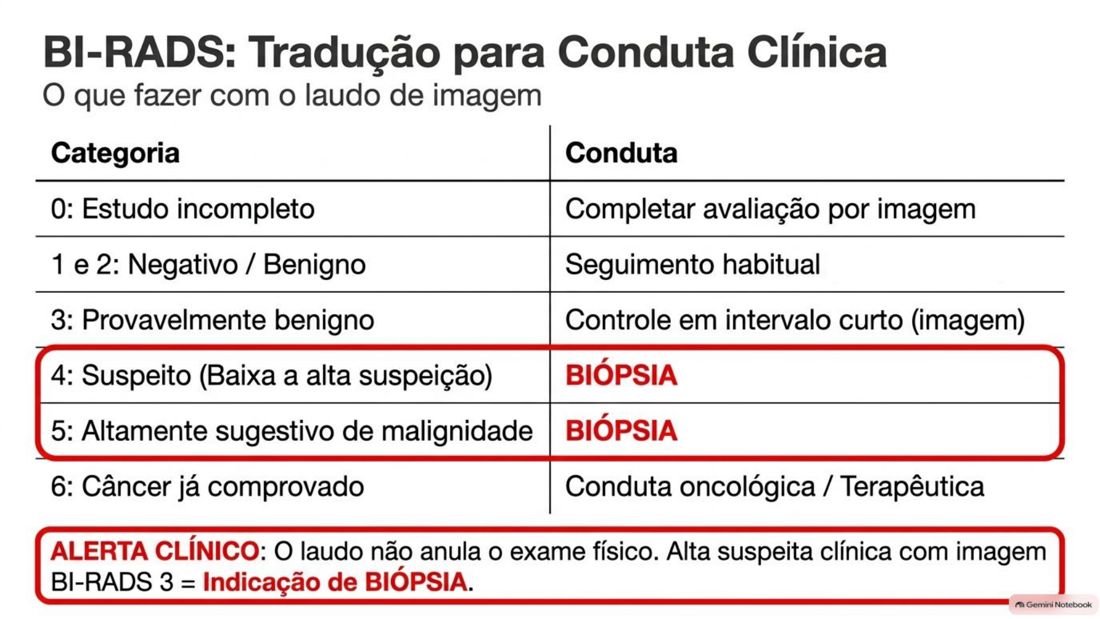 BI-RADS: Tradução para Conduta Clínica
O que fazer com o laudo de imagem
Categoria Conduta
0: Estudo incompleto Completar avaliação por imagem
1 e 2: Negativo / Benigno Seguimento habitual
3: Provavelmente benigno Controle em intervalo curto (imagem)
4: Suspeito (Baixa a alta suspeição) BIÓPSIA
5: Altamente sugestivo de malignidade BIÓPSIA
6: Câncer já comprovado Conduta oncológica / Terapêutica
ALERTA CLÍNICO: O laudo não anula o exame físico. Alta suspeita clínica com imagem
BI-RADS 3 = Indicação de BIÓPSIA.
Gemini Notebook